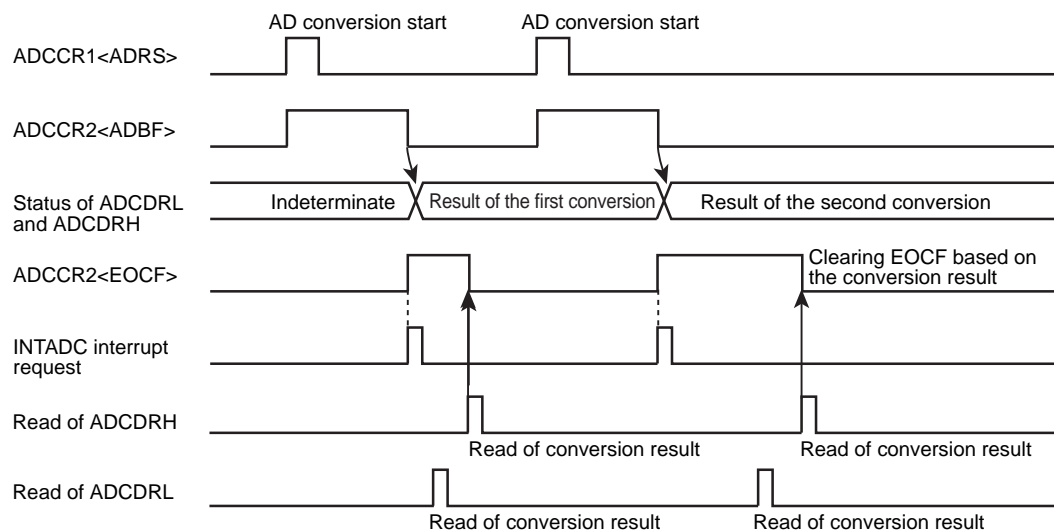 AD conversion start
AD conversion start
ADCCR1<ADRS>
ADCCR2<ADBF>
Status of ADCDRL
and ADCDRH
Indeterminate
Result of the first conversion
Result of the second conversion
ADCCR2<EOCF>
Clearing EOCF based on
the conversion result
INTADC interrupt
request
Read of ADCDRH
Read of conversion result
Read of conversion result
Read of ADCDRL
Read of conversion result
Read of conversion result